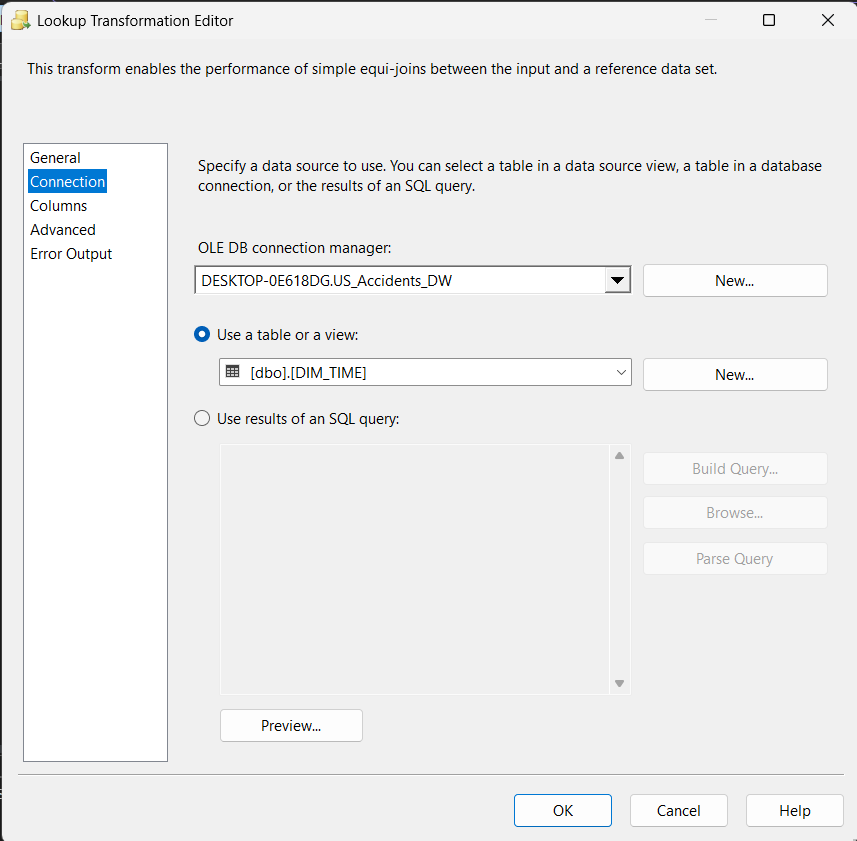 Lookup Transformation Editor
This transform enables the performance of simple equi-joins between the input and a reference data set.
General
Connection
Columns
Advanced
Error Output
Specify a data source to use. You can select a table in a data source view, a table in a database
connection, or the results of an SQL query.
OLE DB connection manager:
DESKTOP-0E618DG.US_Accidents_DW
New...
Use a table or a view:
[dbo].[DIM_TIME]
New...
Use results of an SQL query:
Build Query...
Browse...
Parse Query
Preview...
OK
Cancel
Help